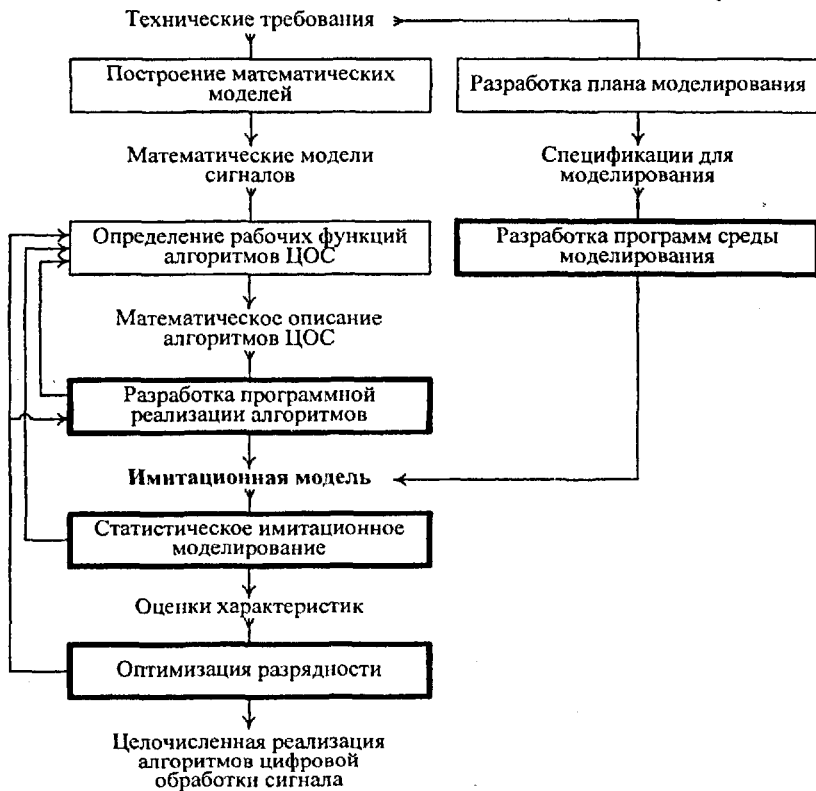 Технические требования
Построение математических
моделей
Разработка плана моделирования
Математические модели
сигналов
Спецификации для
моделирования
Определение рабочих функций
алгоритмов ЦОС
Разработка программ среды
моделирования
Математическое описание
алгоритмов ЦОС
Разработка программной
реализации алгоритмов
Имитационная модель
Статистическое имитационное
моделирование
Оценки характеристик
Оптимизация разрядности
Целочисленная реализация
алгоритмов цифровой
обработки сигнала